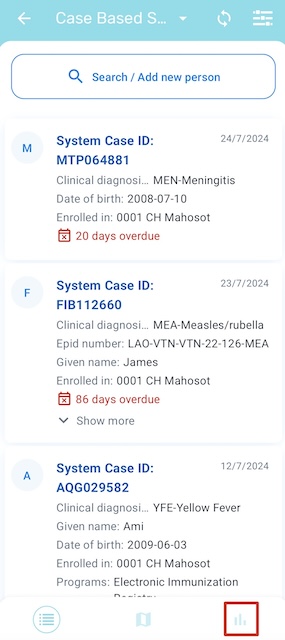 Case Based S...
Search / Add new person
M
System Case ID:
24/7/2024
MTP064881
Clinical diagnosi... MEN-Meningitis
Date of birth: 2008-07-10
Enrolled in: 0001 CH Mahosot
20 days overdue
F
System Case ID:
23/7/2024
FIB112660
Clinical diagnosi... MEA-Measles/rubella
Epid number: LAO-VTN-VTN-22-126-MEA
Given name: James
Enrolled in: 0001 CH Mahosot
86 days overdue
Show more
A
System Case ID:
12/7/2024
AQG029582
Clinical diagnosi... YFE-Yellow Fever
Given name: Ami
Date of birth: 2009-06-03
Enrolled in: 0001 CH Mahosot
Programs: Electronic Immunization
Registry